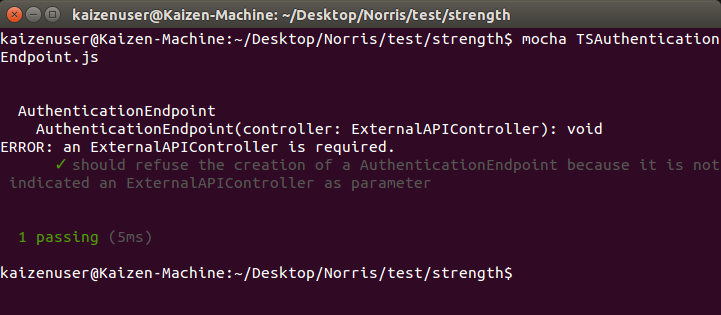 kaizenuser@Kaizen-Machine: ~/Desktop/Norris/test/strength
kaizenuser@Kaizen-Machine:~/Desktop/Norris/test/strength$ mocha TSAuthentication
Endpoint.js
AuthenticationEndpoint
AuthenticationEndpoint(controller: ExternalAPIController): void
ERROR: an ExternalAPIController is required.
✓ should refuse the creation of a AuthenticationEndpoint because it is not
indicated an ExternalAPIController as parameter
1 passing (5ms)
kaizenuser@Kaizen-Machine:~/Desktop/Norris/test/strength$